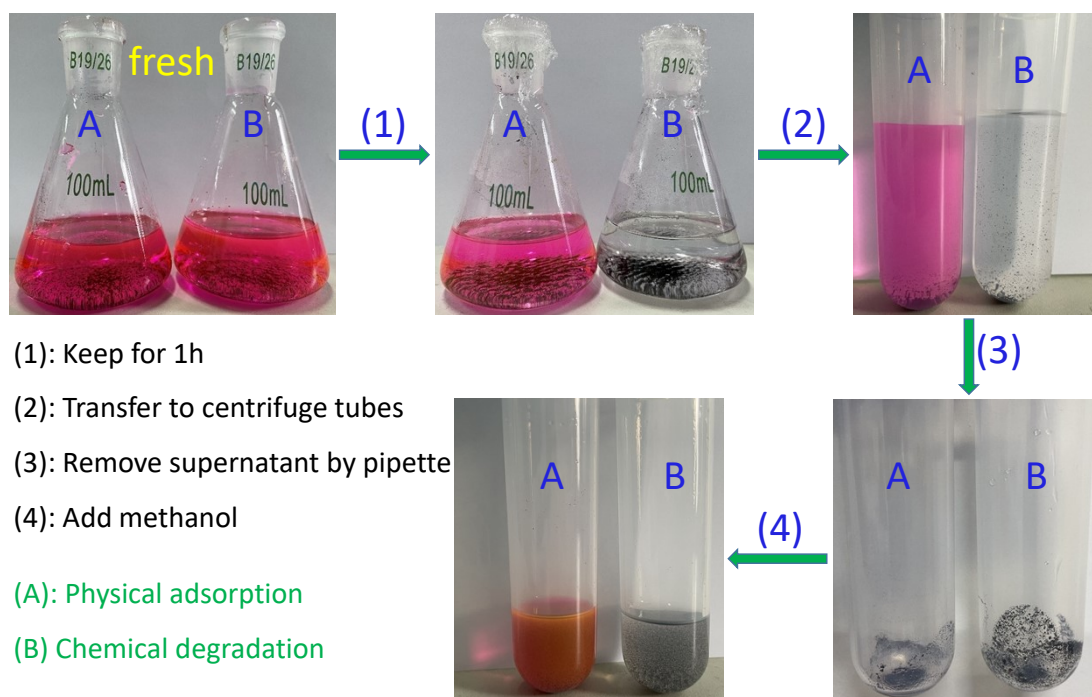 B19/26
fresh
B19/26
A
B
100mL
100mL
(1)
B19/26
B19/2
A
B
100mL
100mL
(2)
A
B
(1): Keep for 1h
(2): Transfer to centrifuge tubes
(3): Remove supernatant by pipette
(4): Add methanol
(A): Physical adsorption
(B) Chemical degradation
(3)
A
B
(4)
A
B